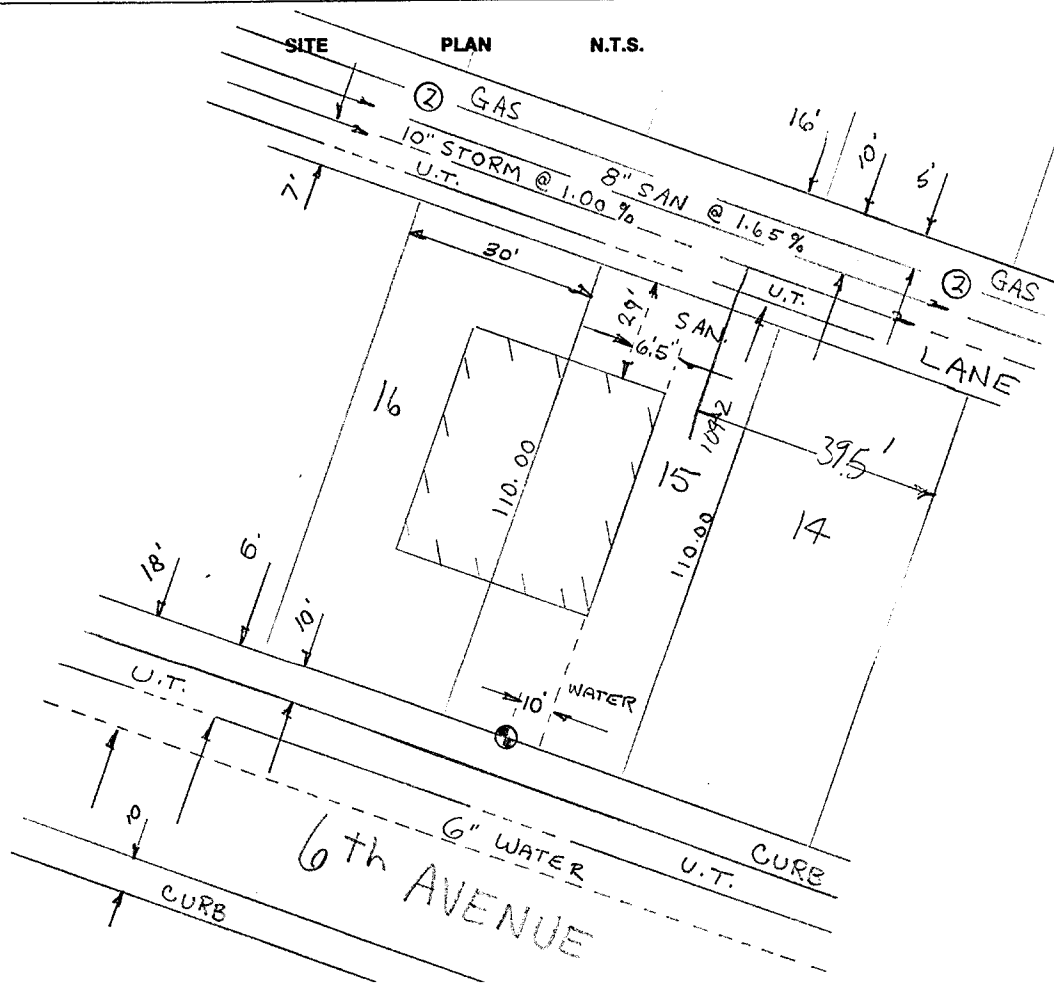 SITE PLAN N.T.S.
② GAS
16'
10'
5'
10" STORM @ 1.00 %
8" SAN @ 1.65 %
U.T.
7'
② GAS
30'
U.T.
29'
SAN.
6.5'
LANE
16
109.2
39.5'
110.00
15
14
110.00
18'
6'
10'
U.T.
10'
WATER
6" WATER
CURB
U.T.
6th AVENUE
CURB